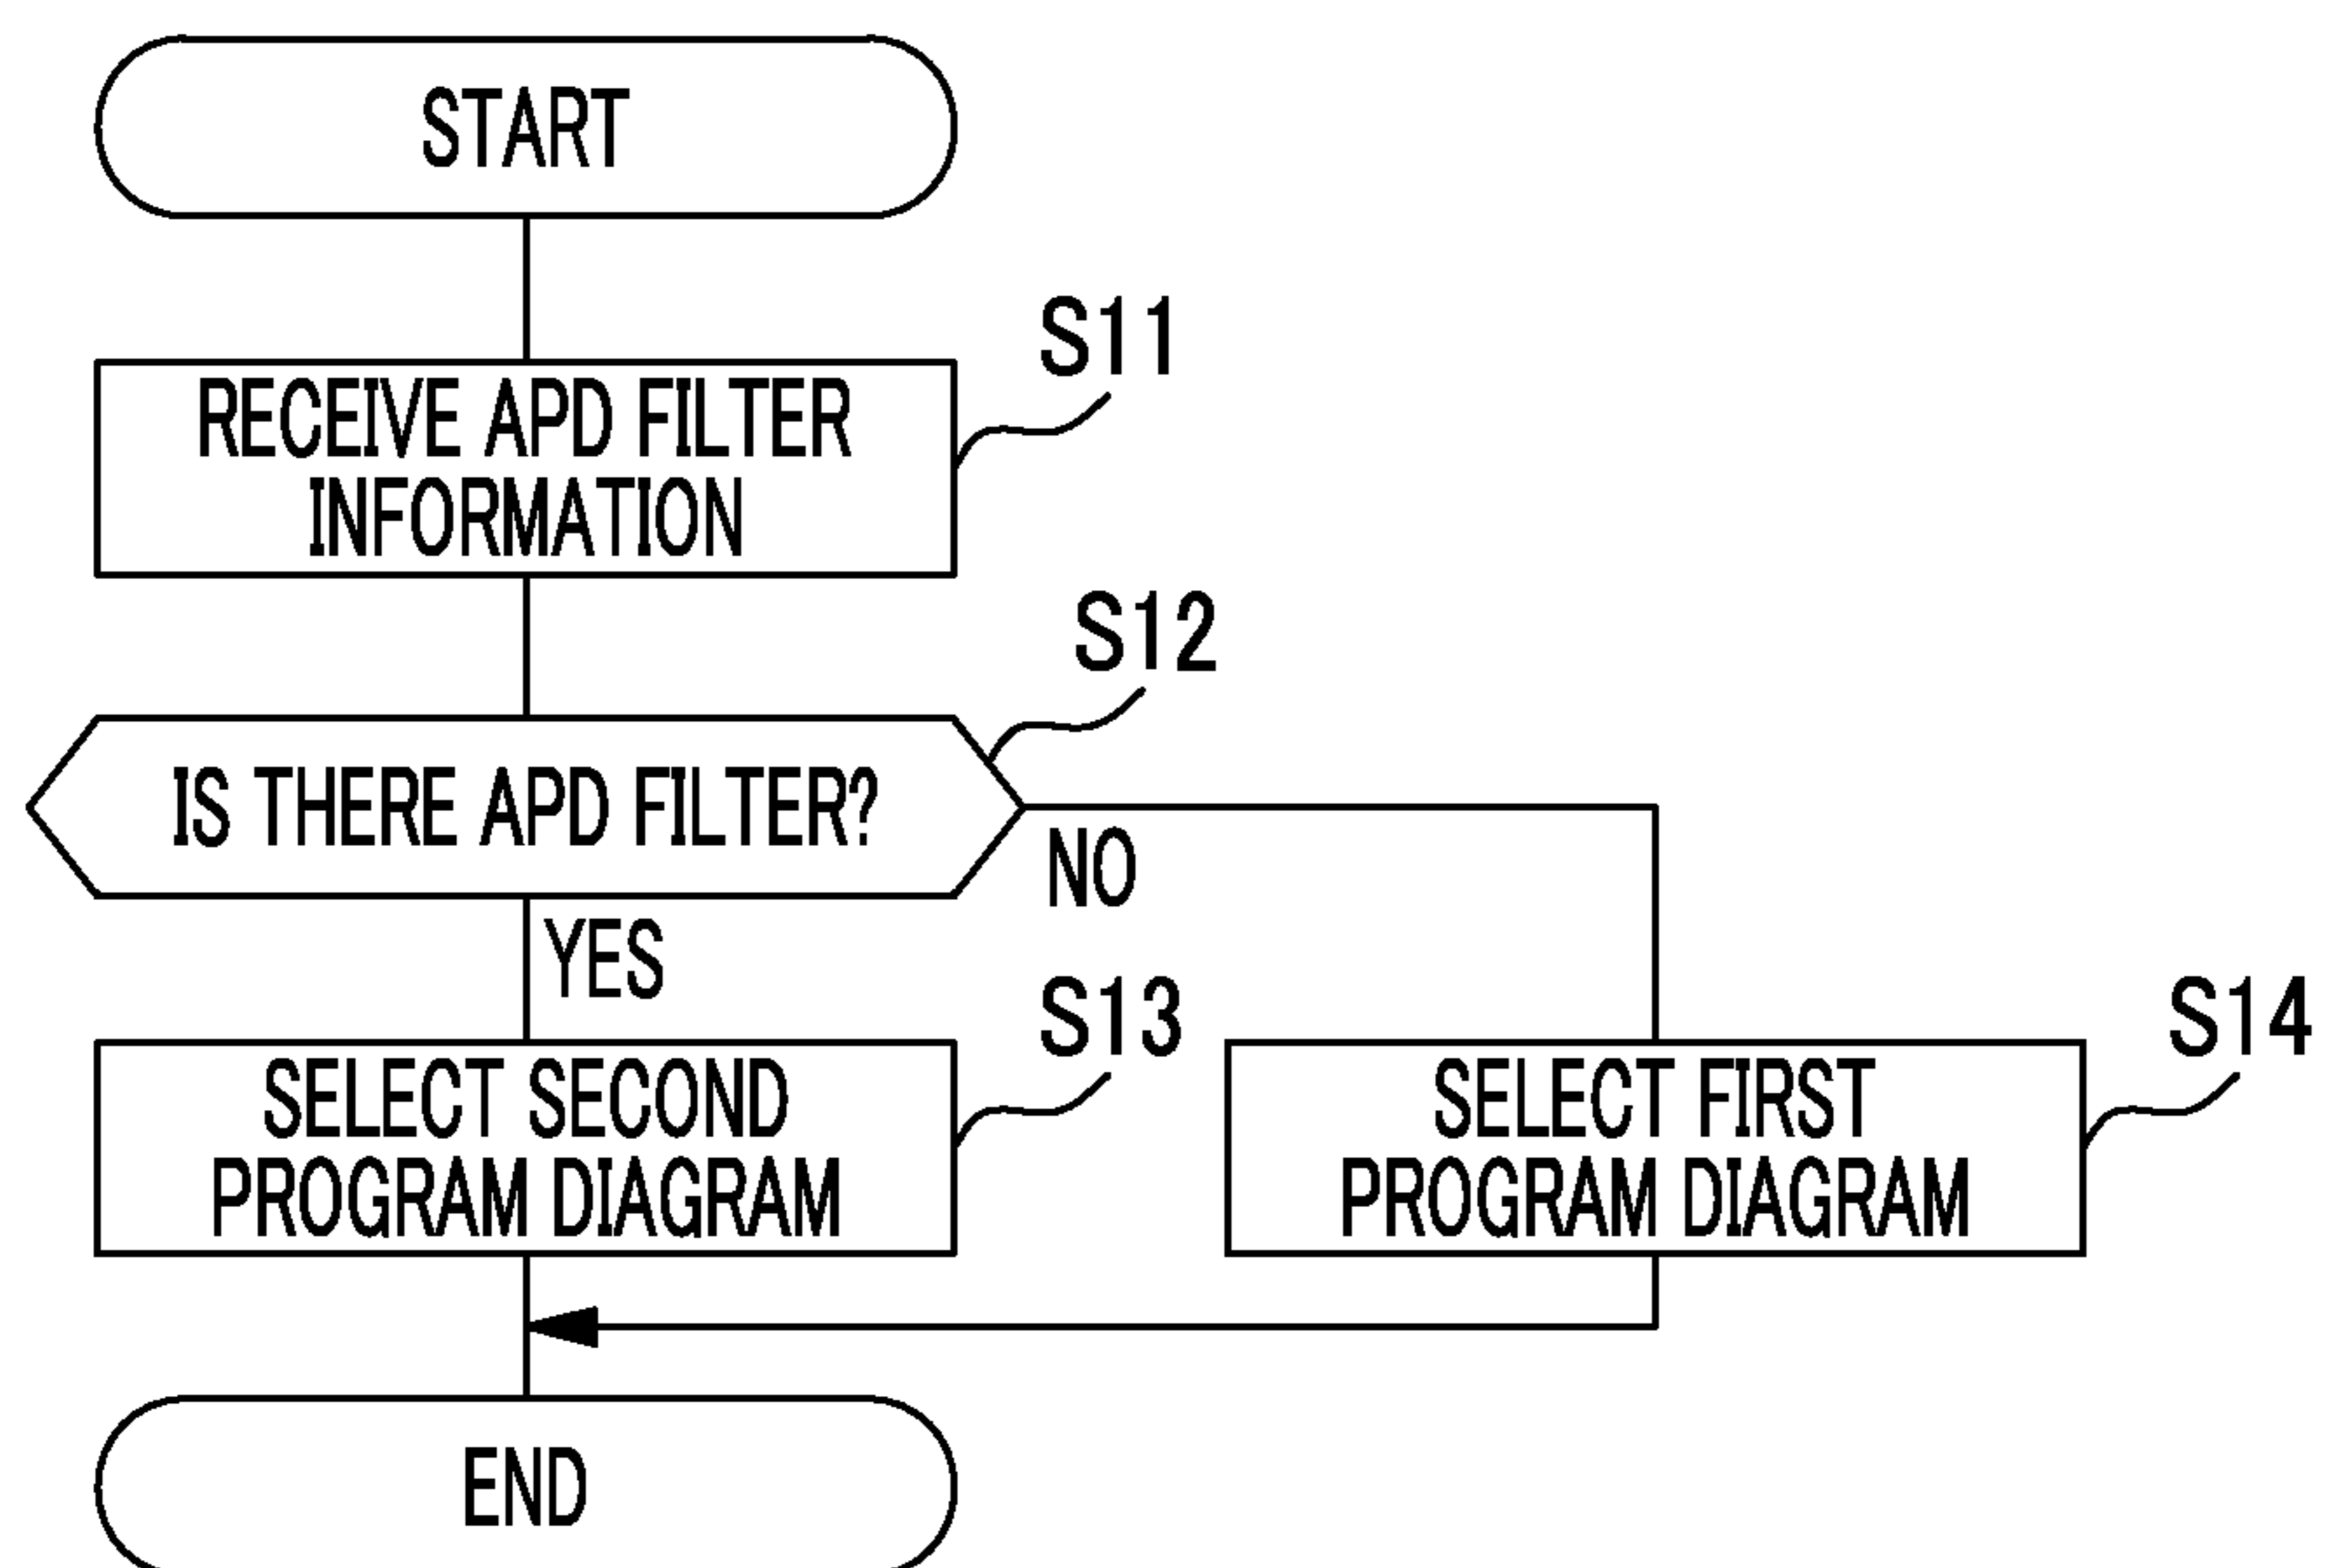 START
S11
RECEIVE APD FILTER
INFORMATION
S12
IS THERE APD FILTER?
NO
YES
S13
SELECT SECOND
PROGRAM DIAGRAM
S14
SELECT FIRST
PROGRAM DIAGRAM
END